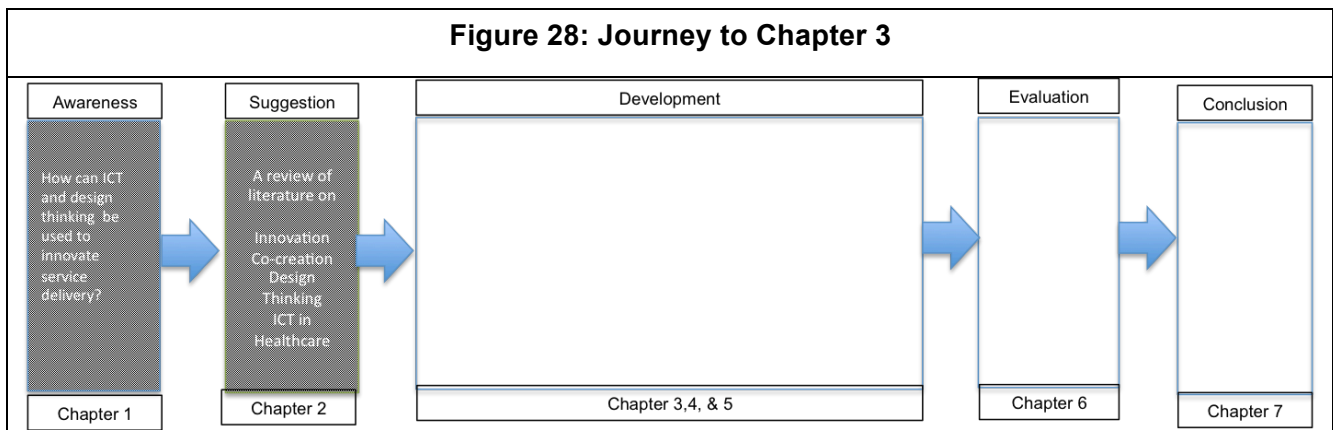 Figure 28: Journey to Chapter 3
Awareness
How can ICT
and design
thinking be
used to
innovate
service
delivery?
Chapter 1
Suggestion
A review of
literature on
Innovation
Co-creation
Design
Thinking
ICT in
Healthcare
Chapter 2
Development
Chapter 3,4, & 5
Evaluation
Chapter 6
Conclusion
Chapter 7